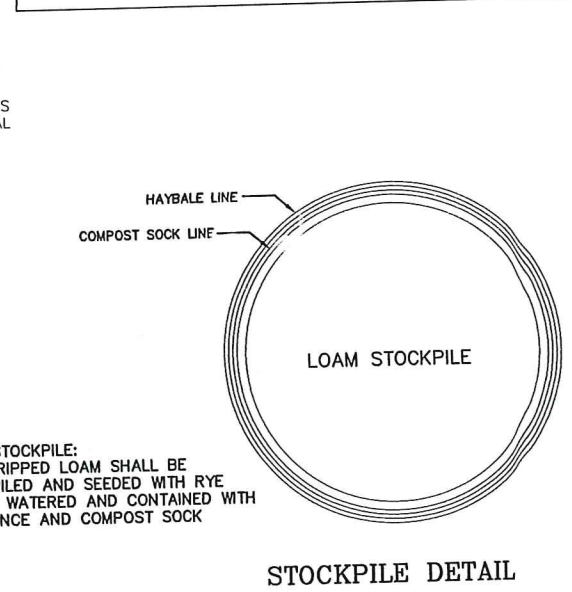 S
AL
HAYBALE LINE
COMPOST SOCK LINE
LOAM STOCKPILE
STOCKPILE:
RIPPED LOAM SHALL BE
ILED AND SEEDED WITH RYE
WATERED AND CONTAINED WITH
NCE AND COMPOST SOCK
STOCKPILE DETAIL